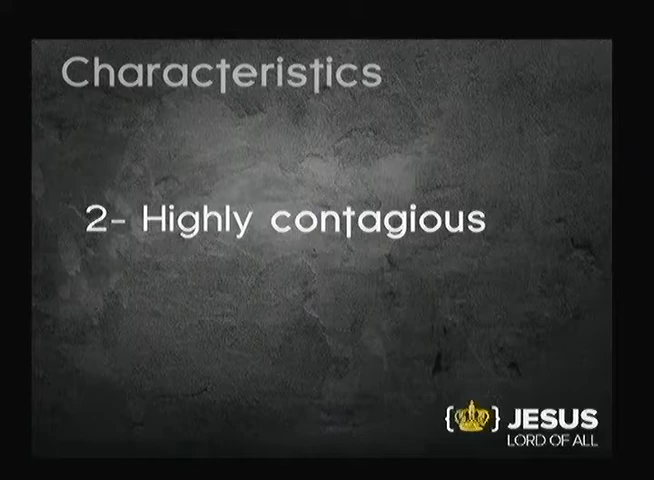 Characteristics
2- Highly contagious
{ } JESUS
LORD OF ALL